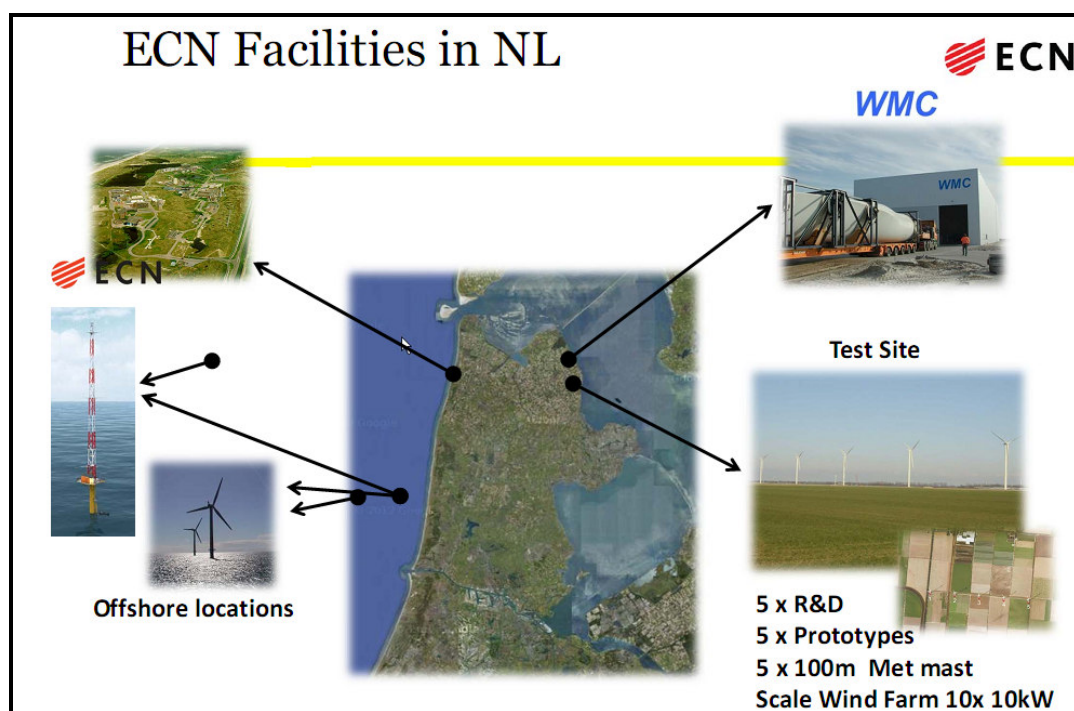 ECN Facilities in NL
ECN
WMC
WMC
ECN
Test Site
Offshore locations
5 x R&D
5 x Prototypes
5 x 100m Met mast
Scale Wind Farm 10x 10kW